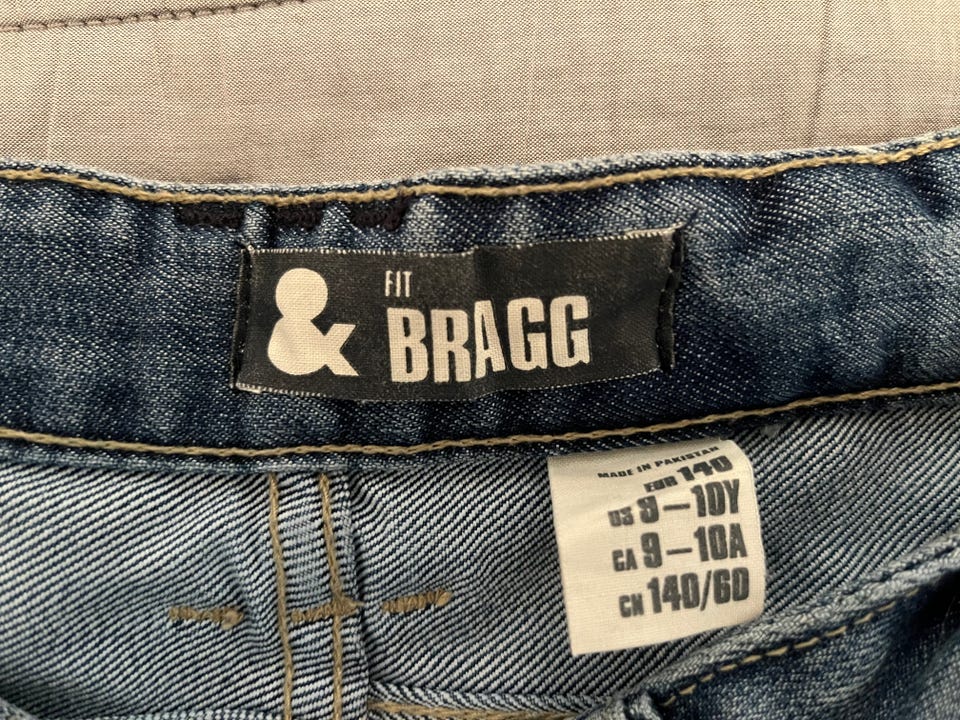 & FIT
BRAGG
MADE IN PAKISTAN
EUR 140
US 9-10Y
CA 9-10A
CN 140/60